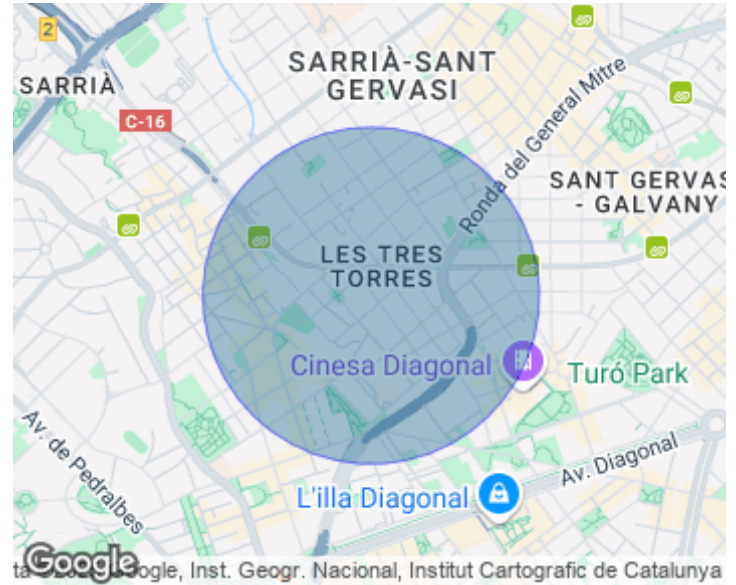 2
SARRIÀ
SARRIÀ-SANT
GERVASI
C-16
Ronda del General Mitre
SANT GERVAS
- GALVANY
LES TRES
TORRES
Cinesa Diagonal
Turó Park
Av. de Pedralbes
Av. Diagonal
L'illa Diagonal
Google
ogle, Inst. Geogr. Nacional, Institut Cartografic de Catalunya